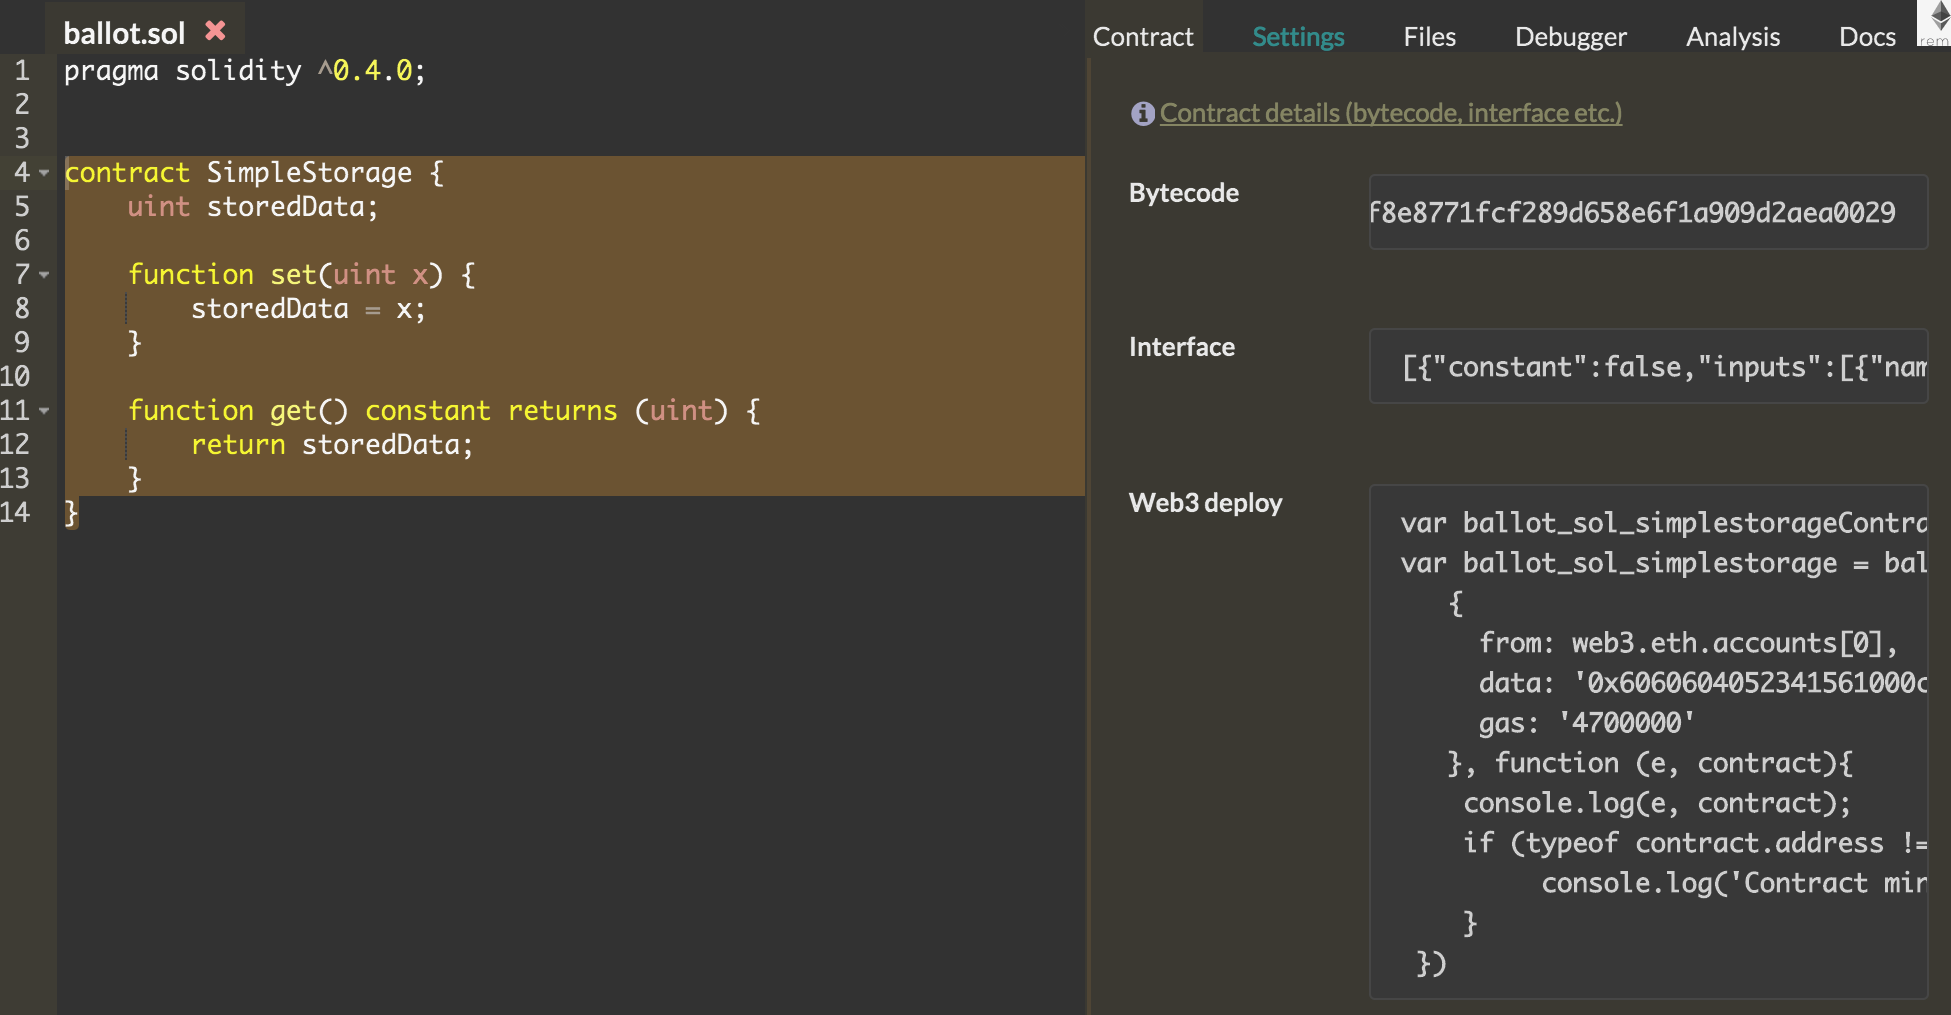 ballot.sol ✖
Contract Settings Files Debugger Analysis Docs
rem
1 pragma solidity ^0.4.0;
2
3
4 contract SimpleStorage {
5     uint storedData;
6
7     function set(uint x) {
8         storedData = x;
9     }
10
11     function get() constant returns (uint) {
12         return storedData;
13     }
14 }
Contract details (bytecode, interface etc.)
Bytecode
f8e8771fcf289d658e6f1a909d2aea0029
Interface
[{"constant":false,"inputs":[{"nam
Web3 deploy
var ballot_sol_simplestorageContra
var ballot_sol_simplestorage = bal
   {
     from: web3.eth.accounts[0],
     data: '0x6060604052341561000c
     gas: '4700000'
   }, function (e, contract){
    console.log(e, contract);
    if (typeof contract.address !=
         console.log('Contract min
    }
 })